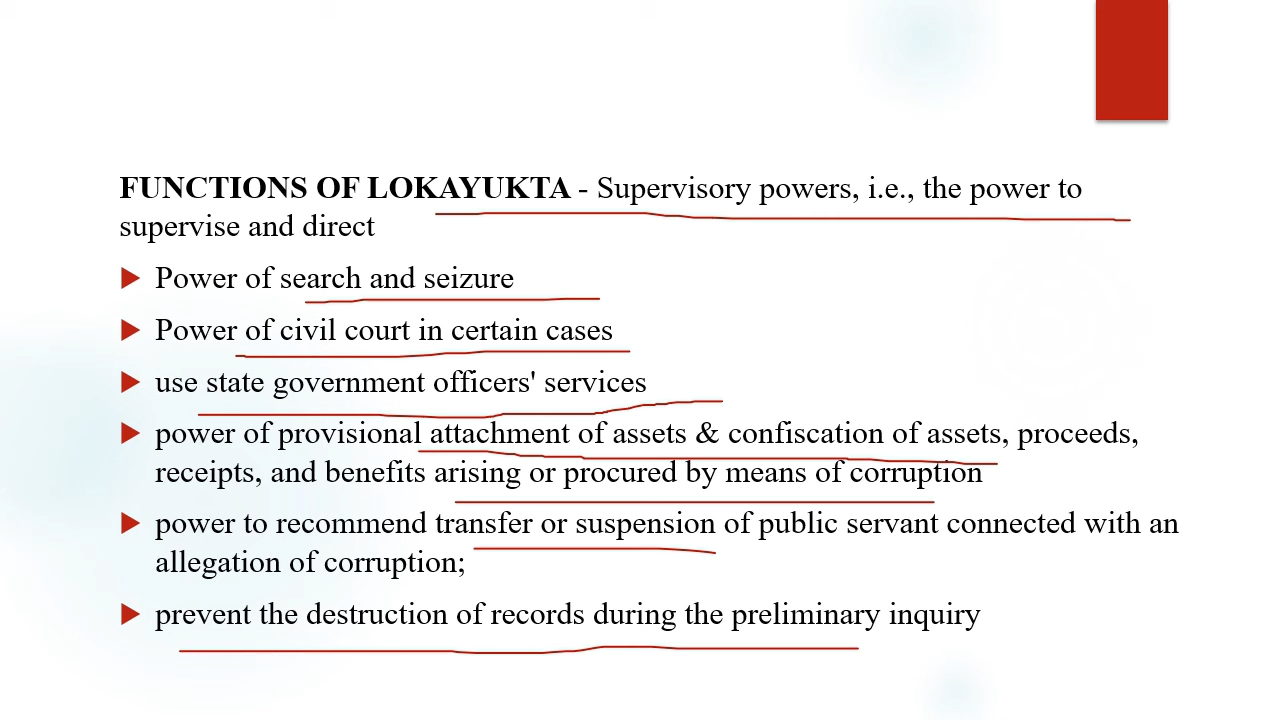 FUNCTIONS OF LOKAYUKTA - Supervisory powers, i.e., the power to
supervise and direct
Power of search and seizure
Power of civil court in certain cases
use state government officers' services
power of provisional attachment of assets & confiscation of assets, proceeds,
receipts, and benefits arising or procured by means of corruption
power to recommend transfer or suspension of public servant connected with an
allegation of corruption;
prevent the destruction of records during the preliminary inquiry